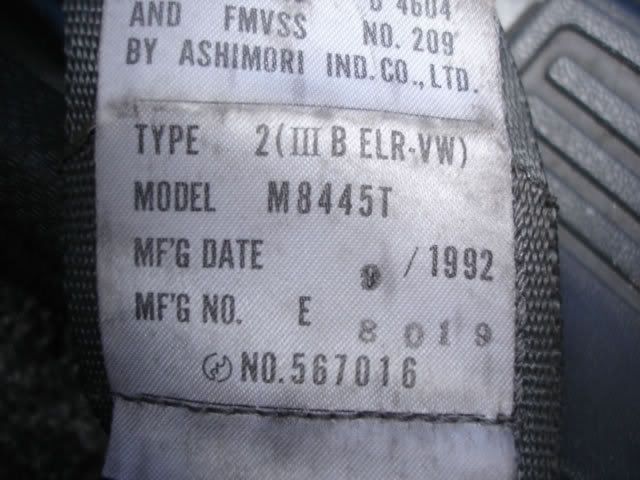 D 4604
AND FMVSS NO. 209
BY ASHIMORI IND. CO., LTD.
TYPE 2(III B ELR-VW)
MODEL M8445T
MF'G DATE 9 / 1992
MF'G NO. E 8019
NO.567016